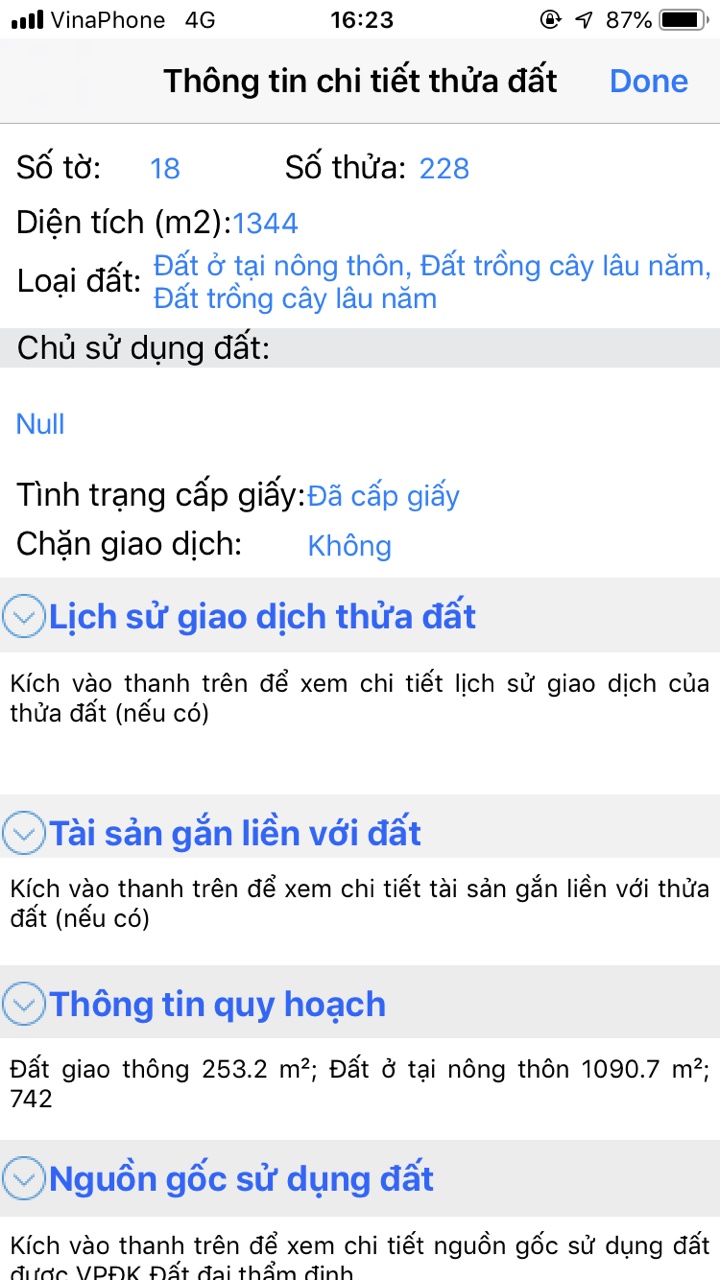 VinaPhone 4G 16:23 87%
Thông tin chi tiết thửa đất Done
Số tờ: 18 Số thửa: 228
Diện tích (m2):1344
Loại đất: Đất ở tại nông thôn, Đất trồng cây lâu năm,
Đất trồng cây lâu năm
Chủ sử dụng đất:
Null
Tình trạng cấp giấy:Đã cấp giấy
Chặn giao dịch: Không
Lịch sử giao dịch thửa đất
Kích vào thanh trên để xem chi tiết lịch sử giao dịch của
thửa đất (nếu có)
Tài sản gắn liền với đất
Kích vào thanh trên để xem chi tiết tài sản gắn liền với thửa
đất (nếu có)
Thông tin quy hoạch
Đất giao thông 253.2 m²; Đất ở tại nông thôn 1090.7 m²;
742
Nguồn gốc sử dụng đất
Kích vào thanh trên để xem chi tiết nguồn gốc sử dụng đất
được VPĐK Đất đai thẩm định